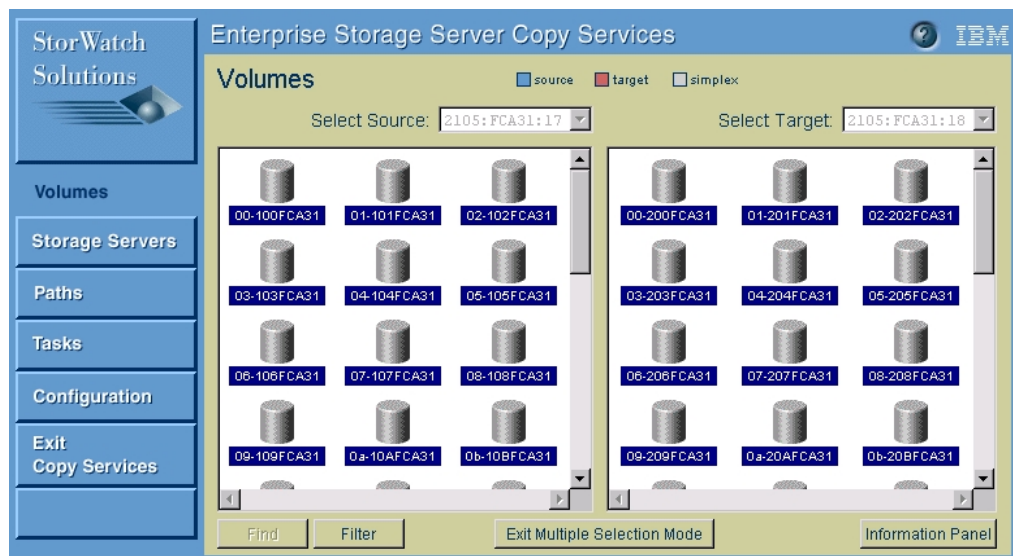 StorWatch
Solutions
Enterprise Storage Server Copy Services
? IBM
Volumes
source target simplex
Select Source: 2105:FCA31:17
Select Target: 2105:FCA31:18
Volumes
Storage Servers
Paths
Tasks
Configuration
Exit
Copy Services
00-100FCA31 01-101FCA31 02-102FCA31
03-103FCA31 04-104FCA31 05-105FCA31
06-106FCA31 07-107FCA31 08-108FCA31
09-109FCA31 0a-10AFCA31 0b-10BFCA31
00-200FCA31 01-201FCA31 02-202FCA31
03-203FCA31 04-204FCA31 05-205FCA31
06-206FCA31 07-207FCA31 08-208FCA31
09-209FCA31 0a-20AFCA31 0b-20BFCA31
Find Filter Exit Multiple Selection Mode Information Panel